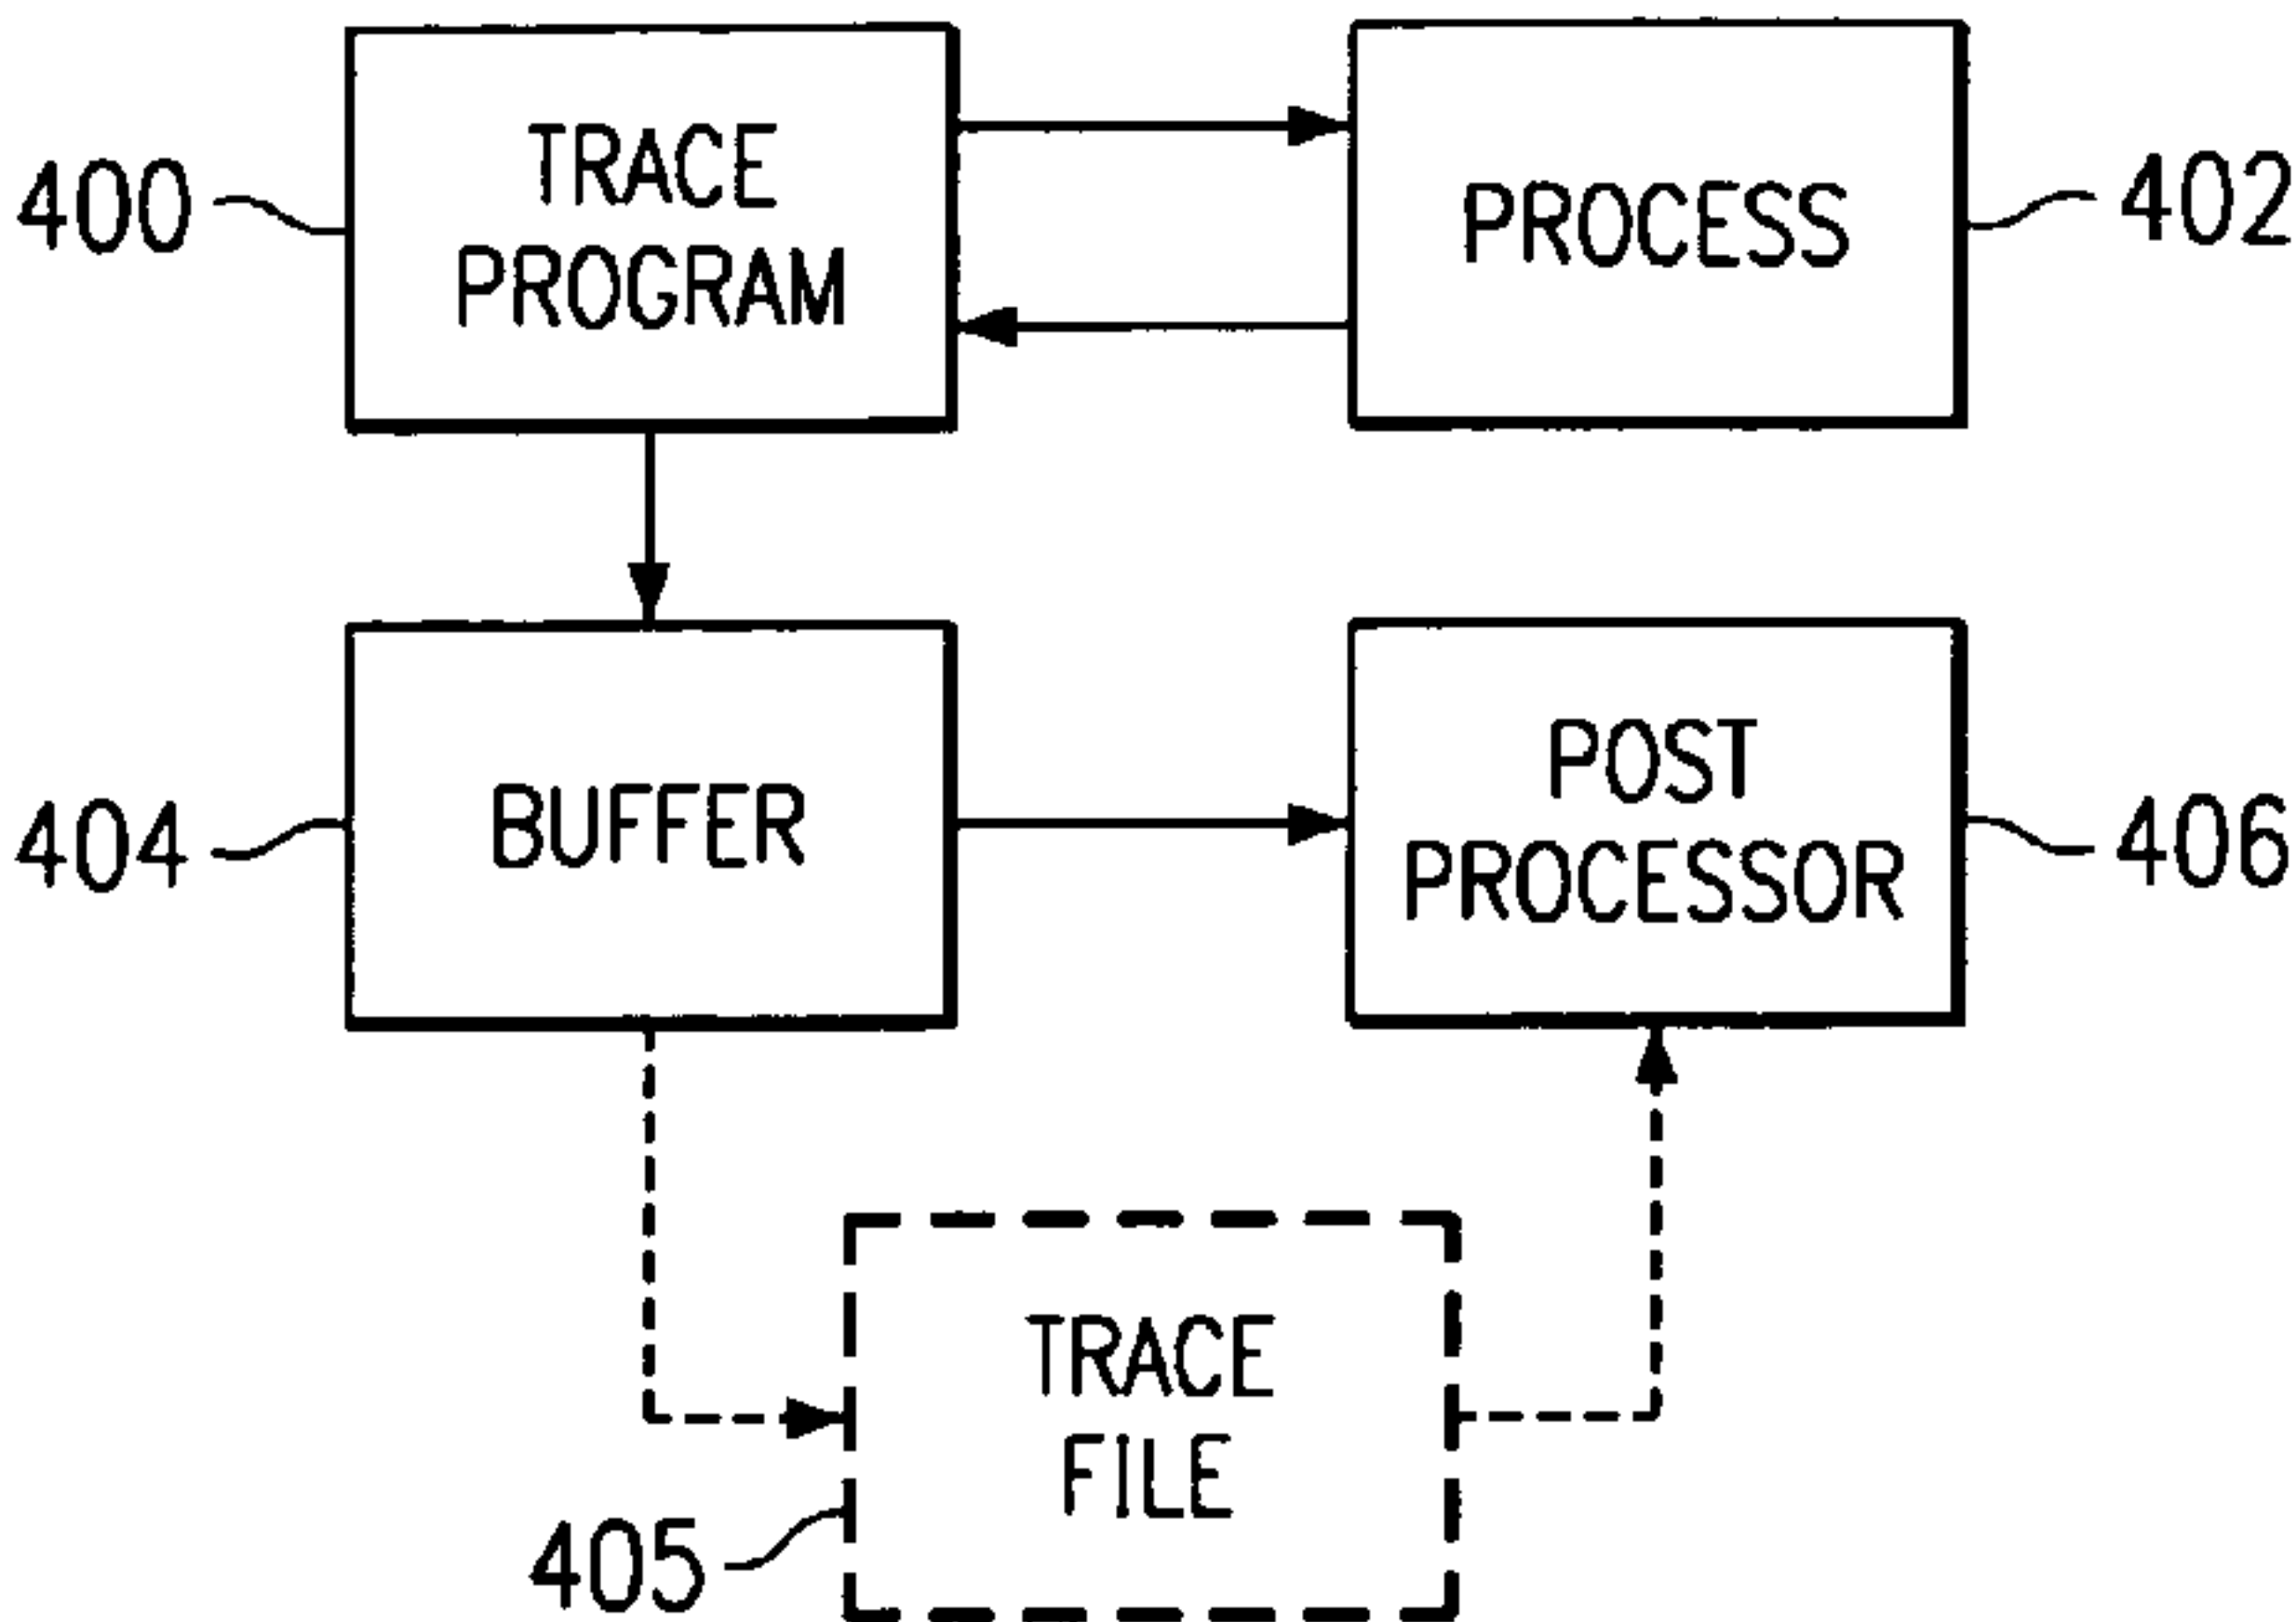 400
TRACE
PROGRAM
PROCESS
402
404
BUFFER
POST
PROCESSOR
406
TRACE
FILE
405